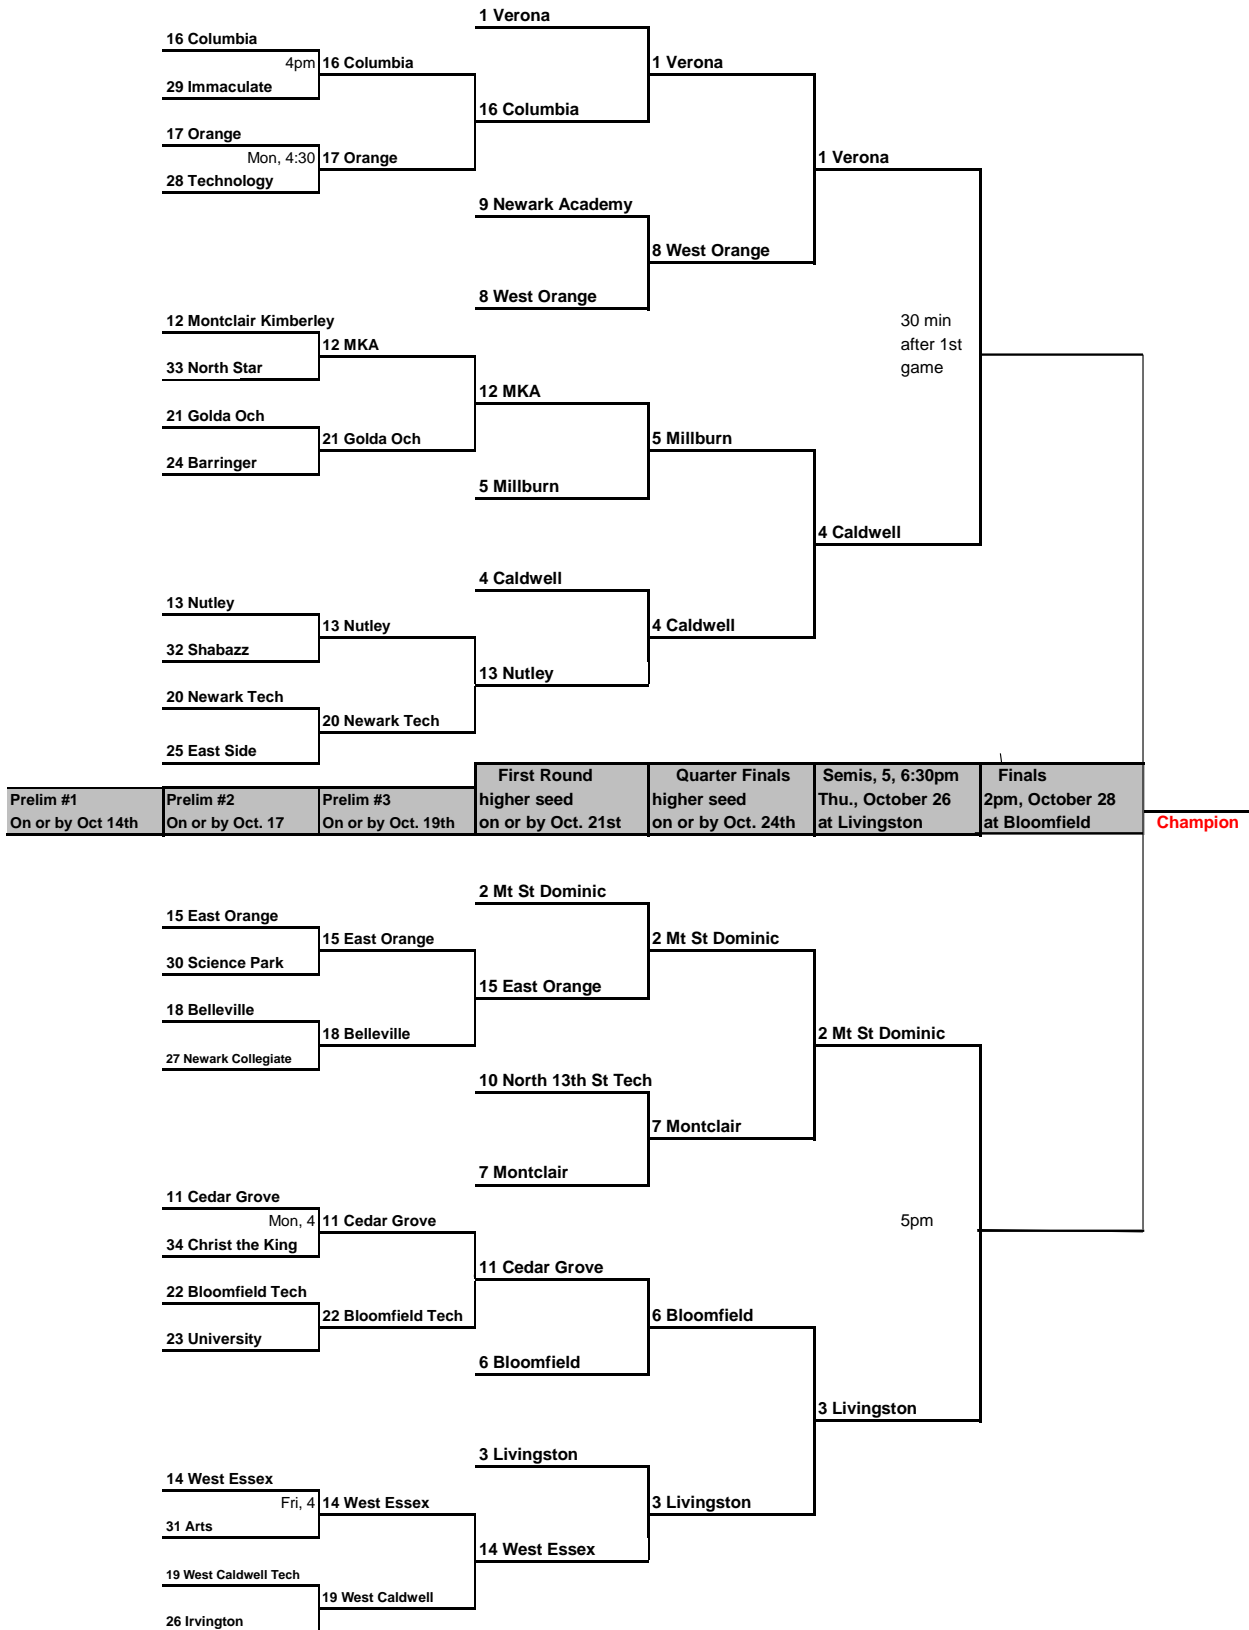 1 Verona
16 Columbia
4pm 16 Columbia
1 Verona
29 Immaculate
16 Columbia
17 Orange
Mon, 4:30 17 Orange
1 Verona
28 Technology
9 Newark Academy
8 West Orange
8 West Orange
12 Montclair Kimberley
30 min
after 1st
game
12 MKA
33 North Star
12 MKA
21 Golda Och
21 Golda Och
5 Millburn
24 Barringer
5 Millburn
4 Caldwell
4 Caldwell
13 Nutley
13 Nutley
4 Caldwell
32 Shabazz
13 Nutley
20 Newark Tech
20 Newark Tech
25 East Side
First Round
Quarter Finals
Semis, 5, 6:30pm
Finals
Prelim #1
Prelim #2
Prelim #3
higher seed
higher seed
Thu., October 26
2pm, October 28
On or by Oct 14th
On or by Oct. 17
On or by Oct. 19th
on or by Oct. 21st
on or by Oct. 24th
at Livingston
at Bloomfield
Champion
2 Mt St Dominic
15 East Orange
15 East Orange
2 Mt St Dominic
30 Science Park
15 East Orange
18 Belleville
18 Belleville
2 Mt St Dominic
27 Newark Collegiate
10 North 13th St Tech
7 Montclair
7 Montclair
11 Cedar Grove
Mon, 4 11 Cedar Grove
5pm
34 Christ the King
11 Cedar Grove
22 Bloomfield Tech
22 Bloomfield Tech
6 Bloomfield
23 University
6 Bloomfield
3 Livingston
3 Livingston
14 West Essex
Fri, 4 14 West Essex
3 Livingston
31 Arts
14 West Essex
19 West Caldwell Tech
19 West Caldwell
26 Irvington